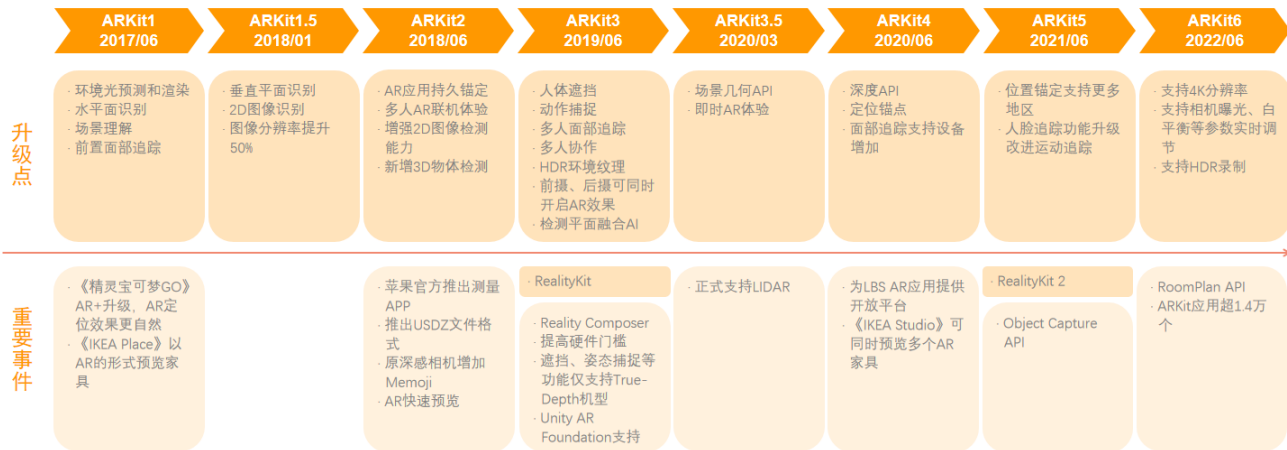 ARKit1
2017/06
ARKit1.5
2018/01
ARKit2
2018/06
ARKit3
2019/06
ARKit3.5
2020/03
ARKit4
2020/06
ARKit5
2021/06
ARKit6
2022/06
升级点
· 环境光预测和渲染
· 水平面识别
· 场景理解
· 前置面部追踪
· 垂直平面识别
· 2D图像识别
· 图像分辨率提升
50%
· AR应用持久锚定
· 多人AR联机体验
· 增强2D图像检测
能力
· 新增3D物体检测
· 人体遮挡
· 动作捕捉
· 多人面部追踪
· 多人协作
· HDR环境纹理
· 前摄、后摄可同时
开启AR效果
· 检测平面融合AI
· 场景几何API
· 即时AR体验
· 深度API
· 定位锚点
· 面部追踪支持设备
增加
· 位置锚定支持更多
地区
· 人脸追踪功能升级
改进运动追踪
· 支持4K分辨率
· 支持相机曝光、白
平衡等参数实时调
节
· 支持HDR录制
重要事件
· 《精灵宝可梦GO》
AR+升级，AR定
位效果更自然
· 《IKEA Place》以
AR的形式预览家
具
· 苹果官方推出测量
APP
· 推出USDZ文件格
式
· 原深感相机增加
Memoji
· AR快速预览
· RealityKit
· Reality Composer
· 提高硬件门槛
· 遮挡、姿态捕捉等
功能仅支持True-
Depth机型
· Unity AR
Foundation支持
· 正式支持LIDAR
· 为LBS AR应用提供
开放平台
· 《IKEA Studio》可
同时预览多个AR
家具
· RealityKit 2
· Object Capture
API
· RoomPlan API
· ARKit应用超1.4万
个